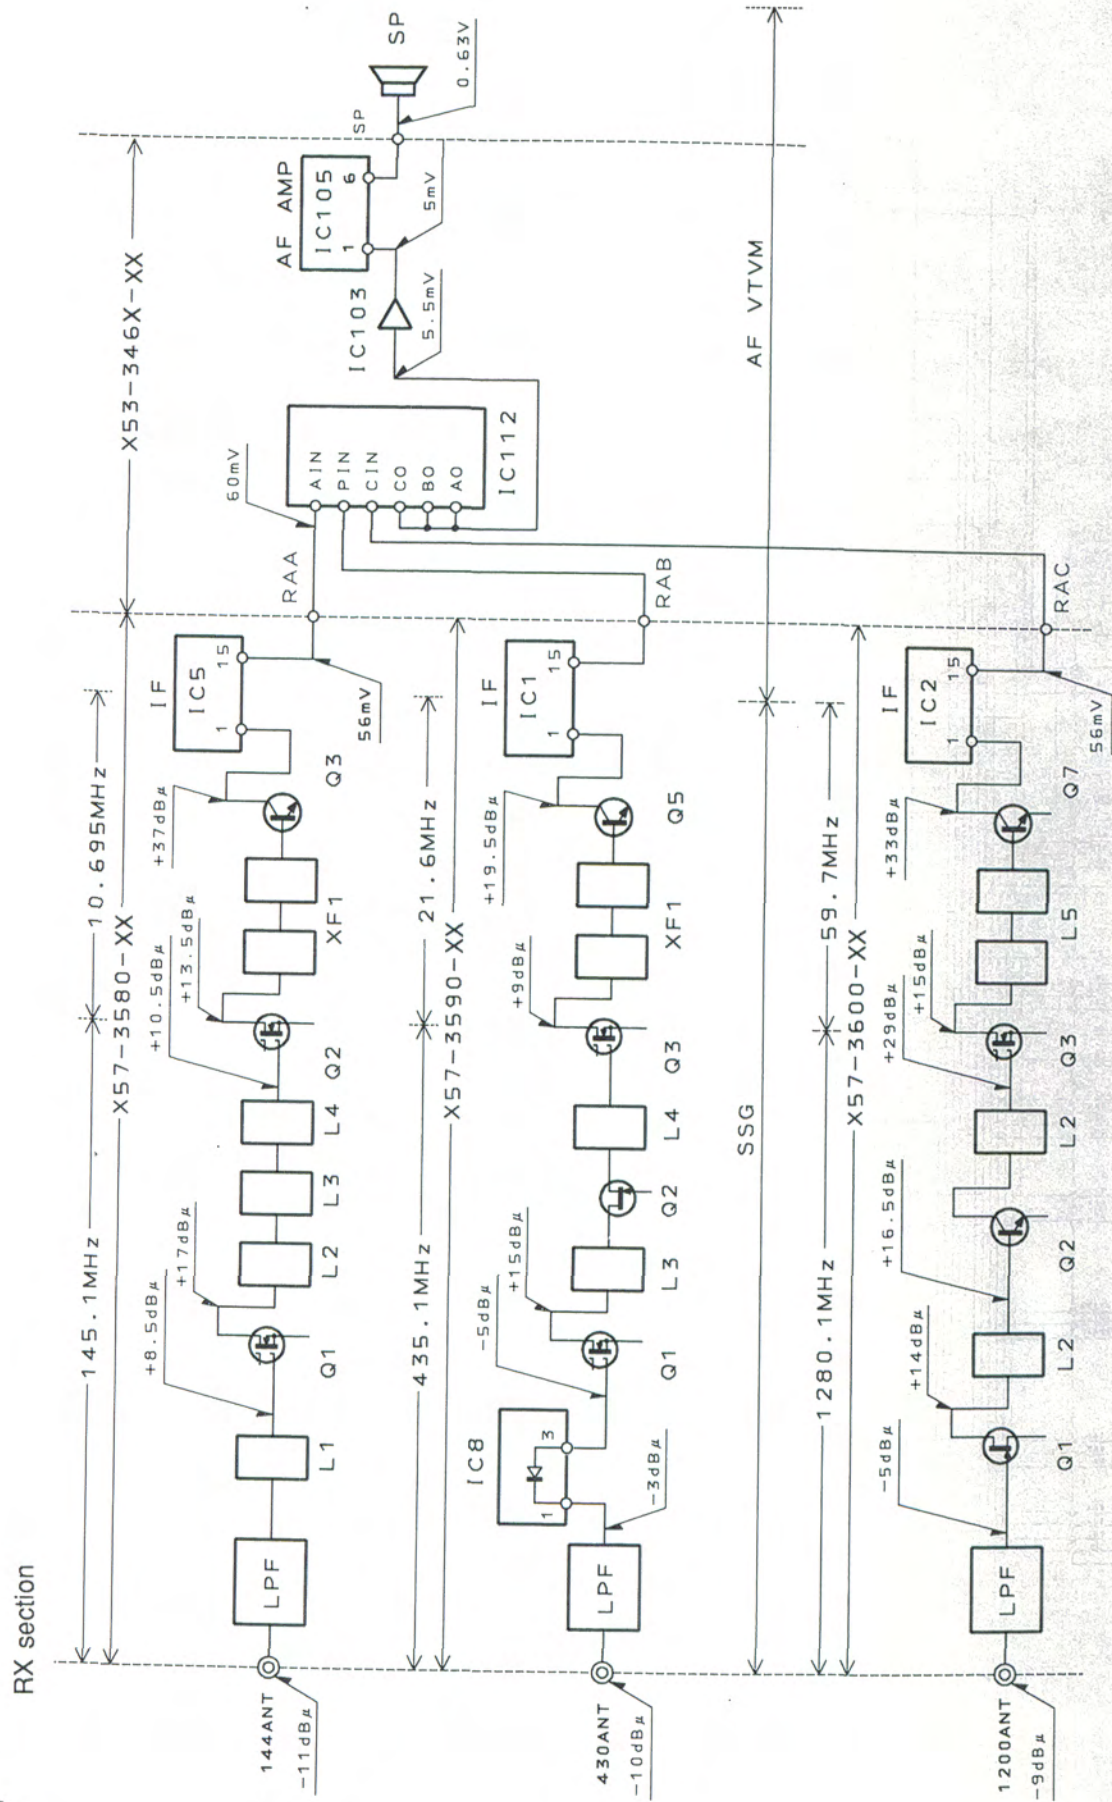 RX section
145.1MHz
10.695MHz
X57-3580-XX
X53-346X-XX
144ANT
-11dBμ
LPF
L1
+8.5dBμ
Q1
+17dBμ
L2
L3
L4
+10.5dBμ
Q2
+13.5dBμ
XF1
+37dBμ
Q3
IF
IC5
1
15
56mV
RAA
60mV
AIN
PIN
CIN
CO
BO
AO
IC112
IC103
5.5mV
5mV
AF AMP
IC105
1
6
SP
SP
0.63V
435.1MHz
21.6MHz
X57-3590-XX
430ANT
-10dBμ
LPF
-3dBμ
IC8
1
3
-5dBμ
Q1
+15dBμ
L3
Q2
L4
Q3
+9dBμ
XF1
+19.5dBμ
Q5
IF
IC1
1
15
RAB
SSG
AF VTVM
1280.1MHz
59.7MHz
X57-3600-XX
1200ANT
-9dBμ
LPF
-5dBμ
Q1
+14dBμ
L2
+16.5dBμ
Q2
L2
+29dBμ
Q3
+15dBμ
L5
+33dBμ
Q7
IF
IC2
1
15
56mV
RAC